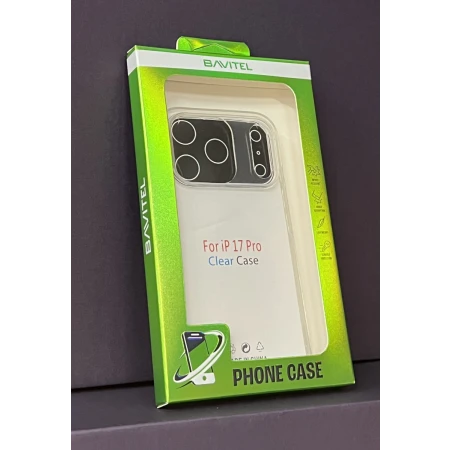 BAVITEL
BAVITEL
For iP 17 Pro
Clear Case
PHONE CASE